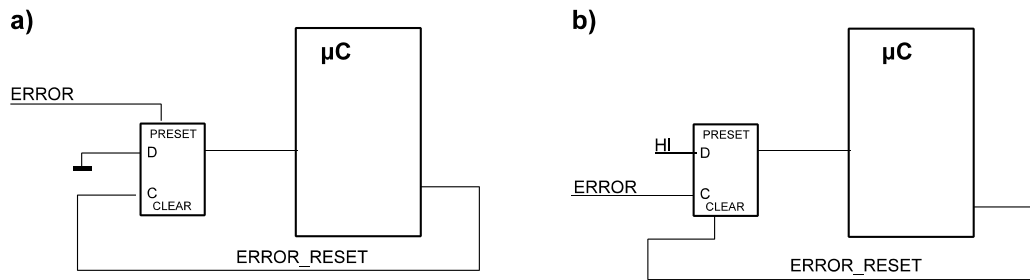 a)
µC
ERROR
PRESET
D
C
CLEAR
ERROR_RESET
b)
µC
PRESET
HI
D
ERROR
C
CLEAR
ERROR_RESET